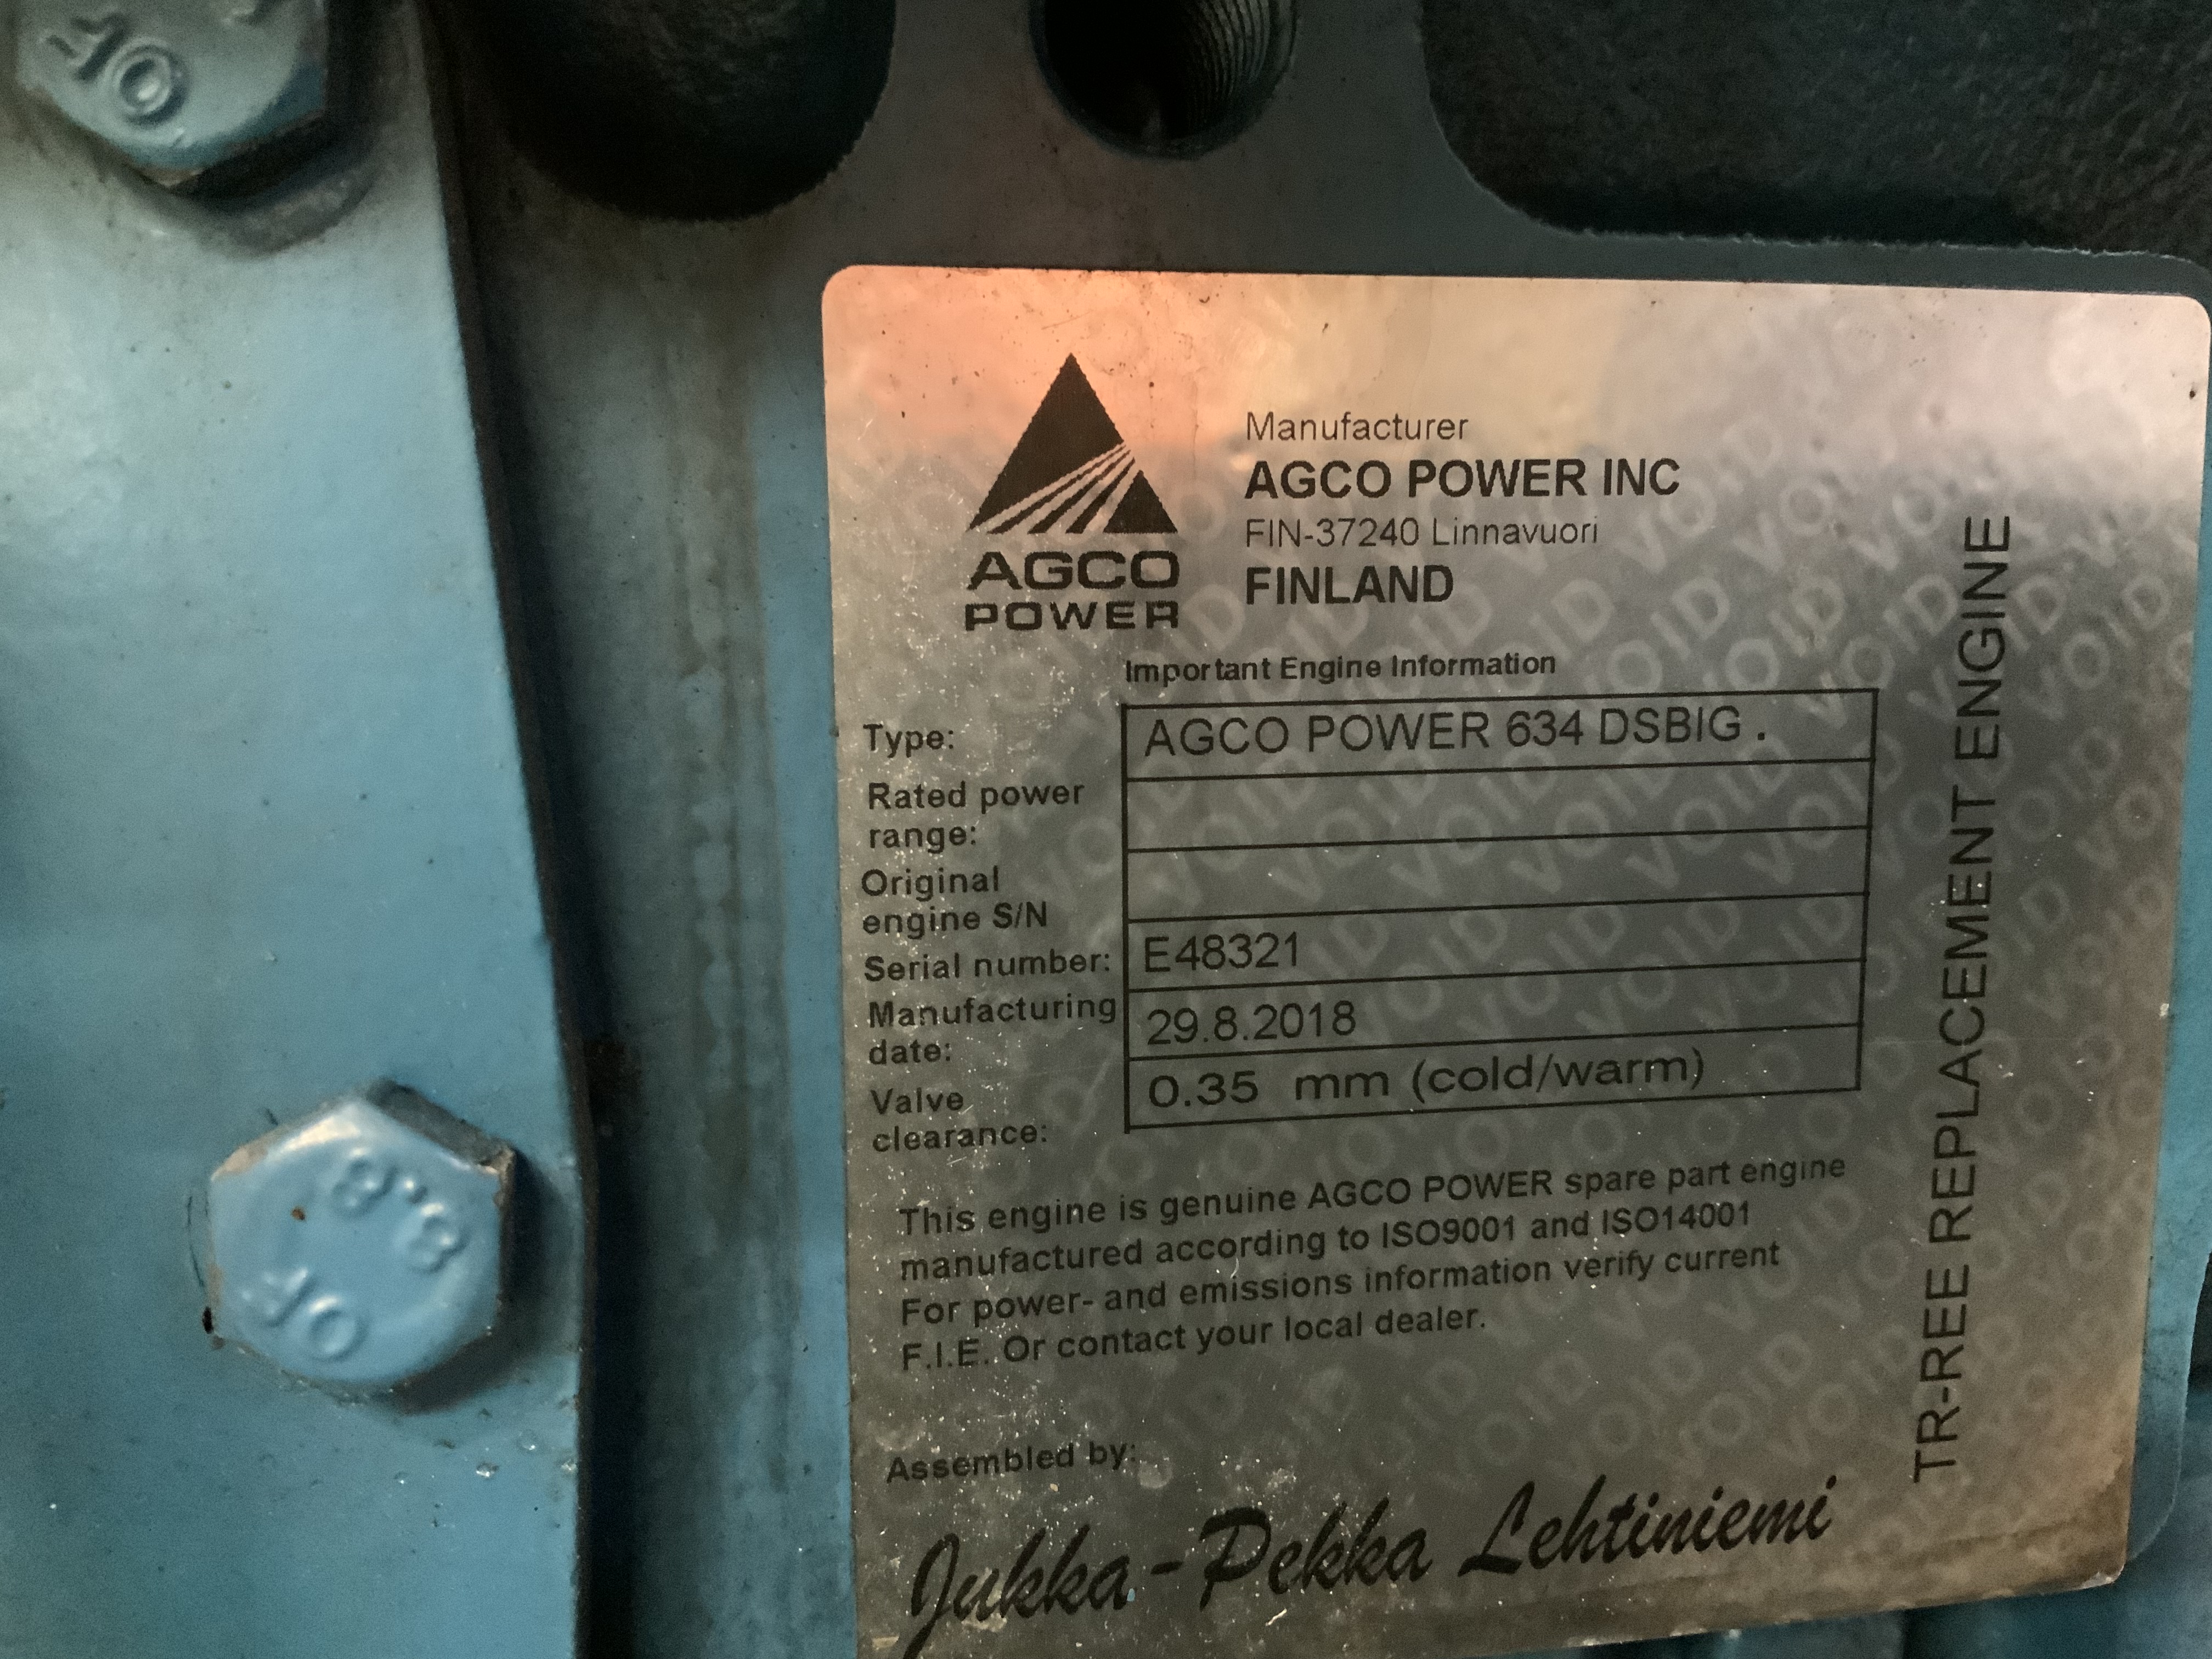 AGCO
POWER
Manufacturer
AGCO POWER INC
FIN-37240 Linnavuori
FINLAND
Important Engine Information
Type: AGCO POWER 634 DSBIG .
Rated power
range:
Original
engine S/N
Serial number: E48321
Manufacturing
date: 29.8.2018
Valve
clearance: 0.35 mm (cold/warm)
This engine is genuine AGCO POWER spare part engine
manufactured according to ISO9001 and ISO14001
For power- and emissions information verify current
F.I.E. Or contact your local dealer.
Assembled by:
Jukka-Pekka Lehtiniemi
TR-REE REPLACEMENT ENGINE
VOID
8.8